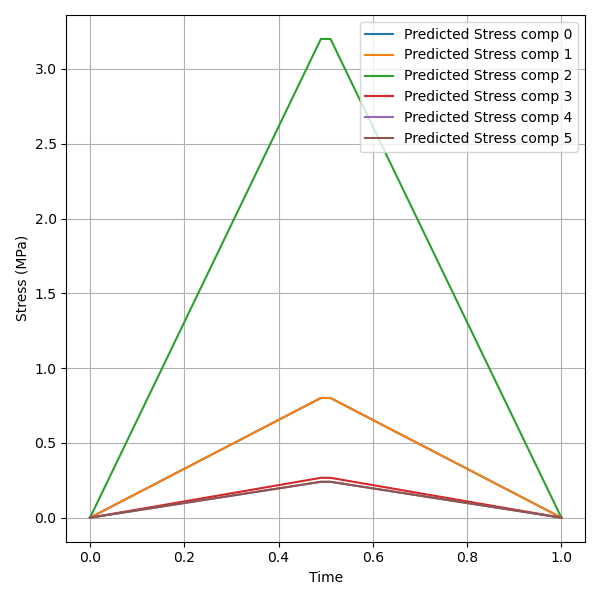 Predicted Stress comp 0
Predicted Stress comp 1
Predicted Stress comp 2
Predicted Stress comp 3
Predicted Stress comp 4
Predicted Stress comp 5
Stress (MPa)
3.0
2.5
2.0
1.5
1.0
0.5
0.0
0.0 0.2 0.4 0.6 0.8 1.0
Time